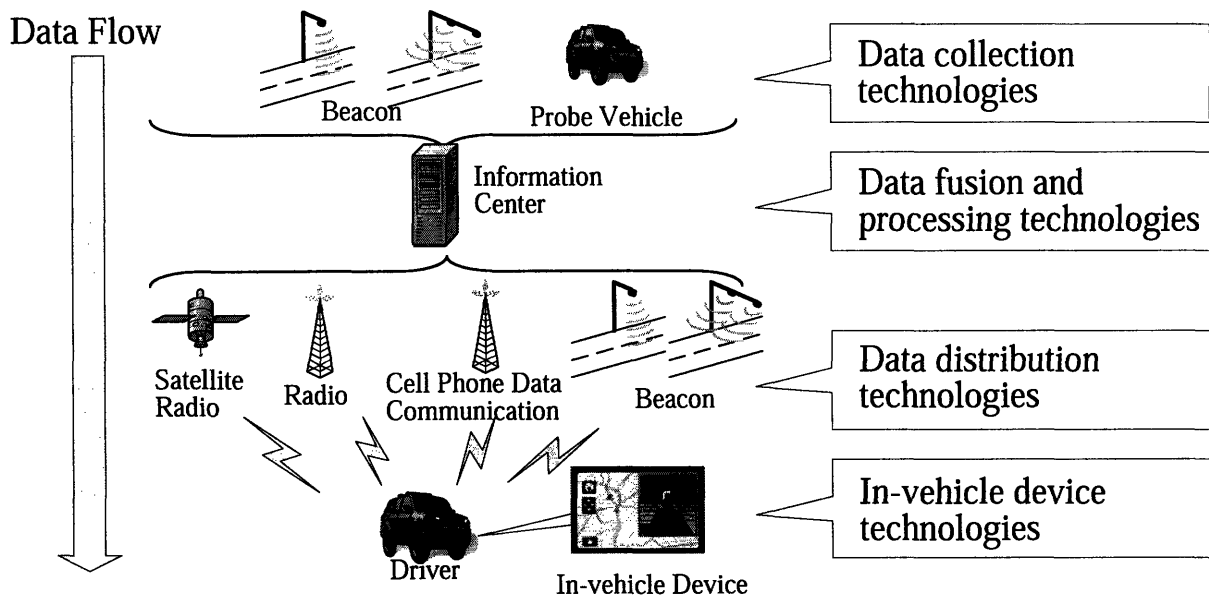 Data Flow
Beacon
Probe Vehicle
Data collection
technologies
Information
Center
Data fusion and
processing technologies
Satellite
Radio
Radio
Cell Phone Data
Communication
Beacon
Data distribution
technologies
Driver
In-vehicle Device
In-vehicle device
technologies